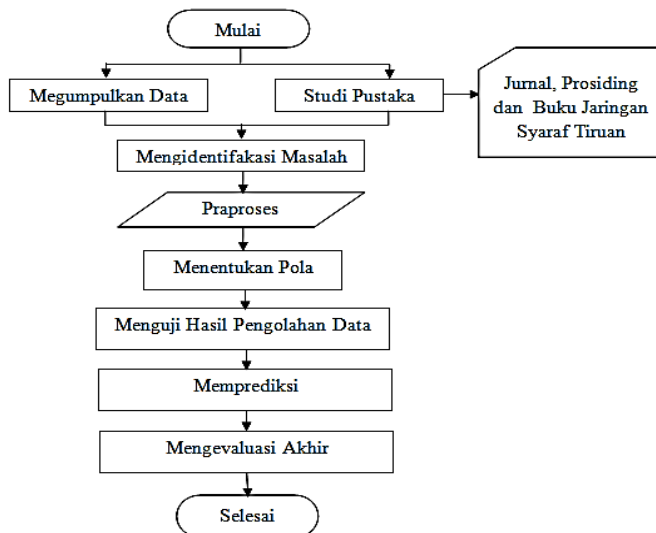 Mulai
Megumpulkan Data
Studi Pustaka
Jurnal, Prosiding
dan Buku Jaringan
Syaraf Tiruan
Mengidentifakasi Masalah
Praproses
Menentukan Pola
Menguji Hasil Pengolahan Data
Memprediksi
Mengevaluasi Akhir
Selesai